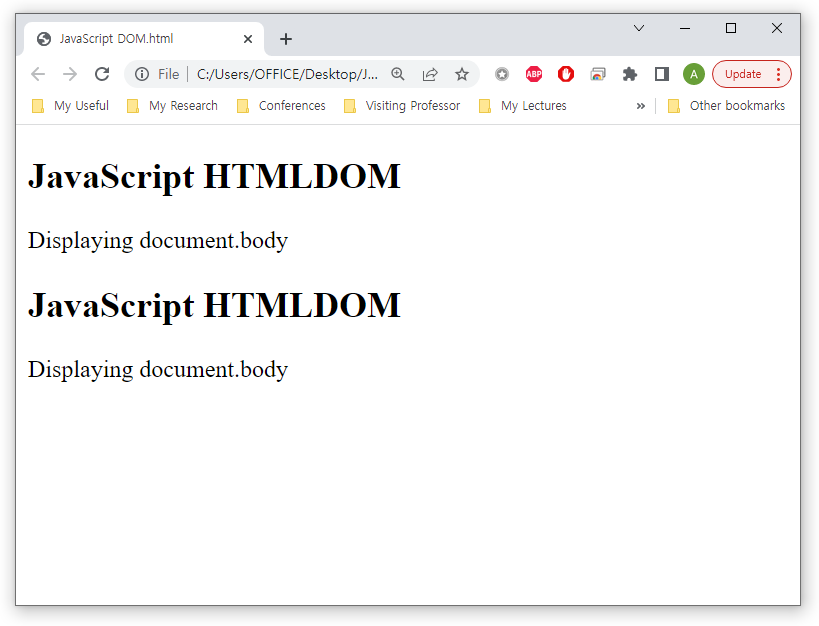 JavaScript DOM.html
File C:/Users/OFFICE/Desktop/J... ABP A Update
My Useful My Research Conferences Visiting Professor My Lectures » Other bookmarks
JavaScript HTMLDOM
Displaying document.body
JavaScript HTMLDOM
Displaying document.body